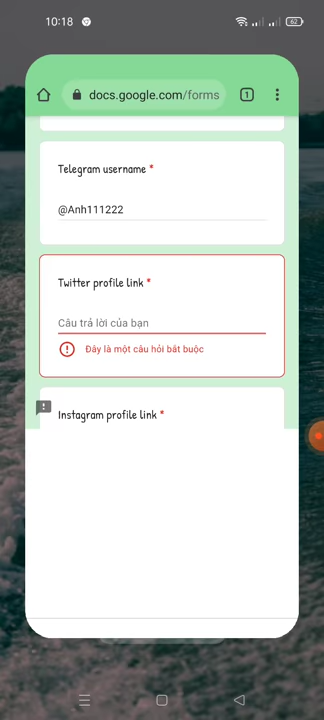 10:18
62
docs.google.com/forms
1
Telegram username *
@Anh111222
Twitter profile link *
Câu trả lời của bạn
Đây là một câu hỏi bắt buộc
Instagram profile link *